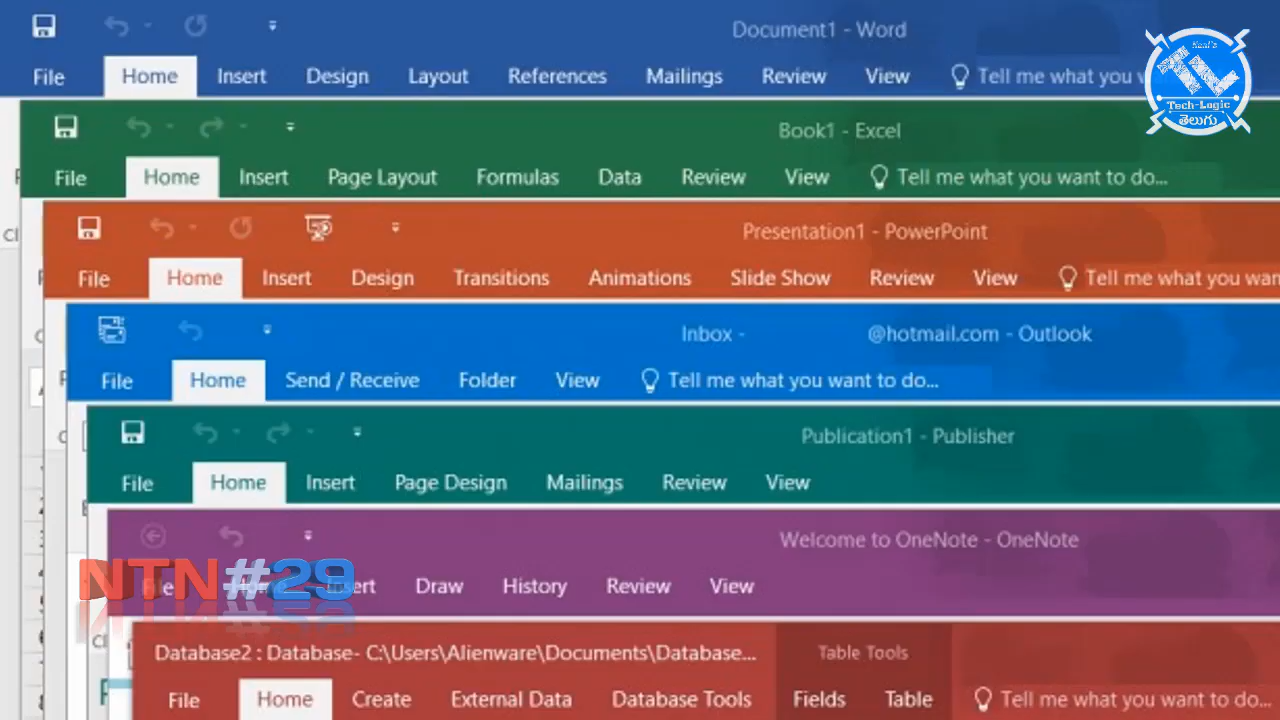 Document1 - Word
File Home Insert Design Layout References Mailings Review View Tell me what you
Tech-Logic
తెలుగు
Book1 - Excel
File Home Insert Page Layout Formulas Data Review View Tell me what you want to do...
Presentation1 - PowerPoint
File Home Insert Design Transitions Animations Slide Show Review View Tell me what you wan
Inbox - @hotmail.com - Outlook
File Home Send / Receive Folder View Tell me what you want to do...
Publication1 - Publisher
File Home Insert Page Design Mailings Review View
Welcome to OneNote - OneNote
NTN#29
File Home Insert Draw History Review View
Database2 : Database- C:\Users\Alienware\Documents\Database... Table Tools
File Home Create External Data Database Tools Fields Table Tell me what you want to do...